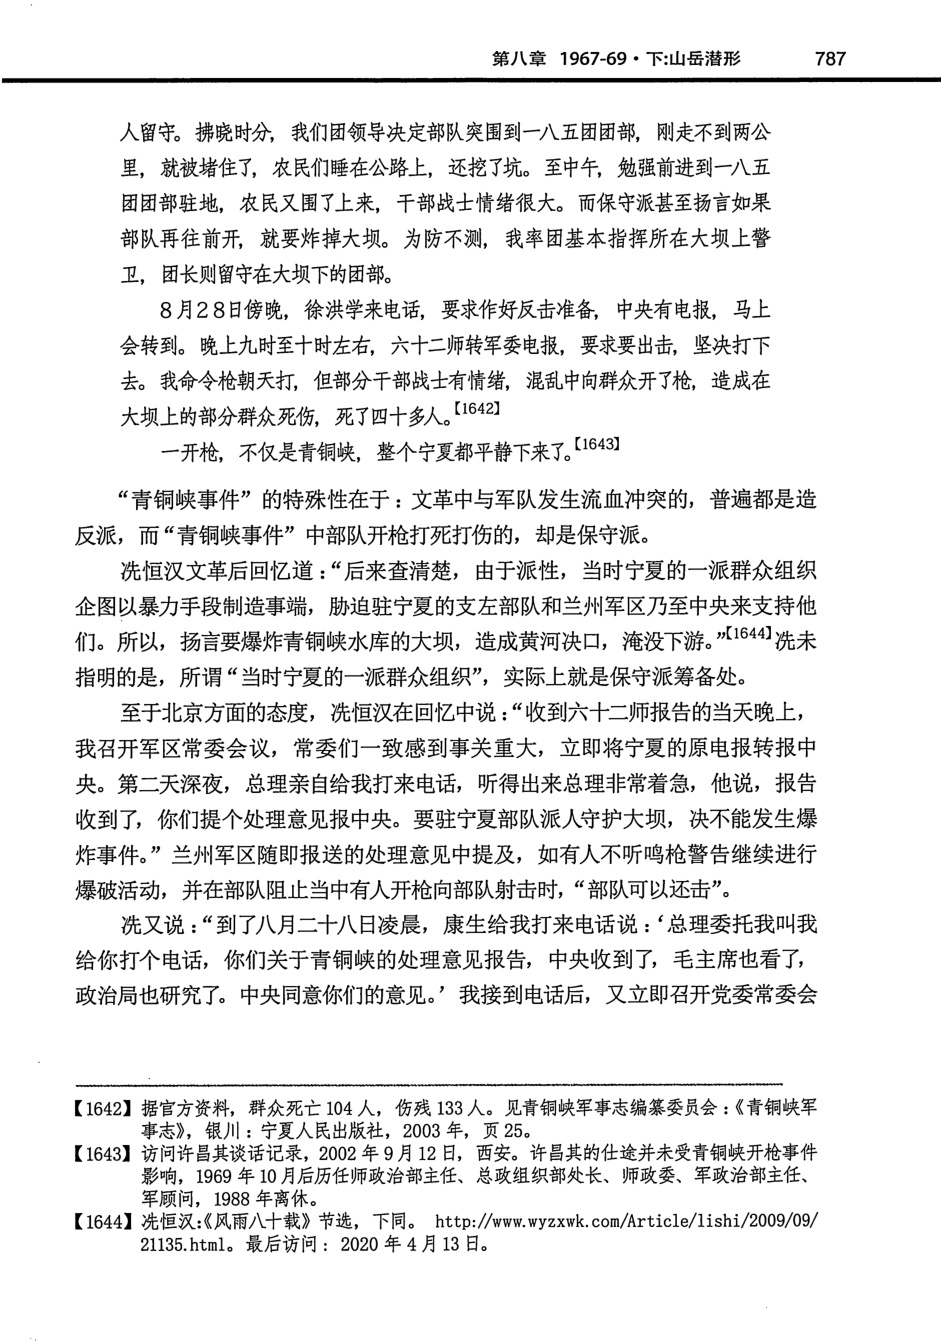 第八章 1967-69·下:山岳潜形 787
人留守。拂晓时分，我们团领导决定部队突围到一八五团团部，刚走不到两公
里，就被堵住了，农民们睡在公路上，还挖了坑。至中午，勉强前进到一八五
团团部驻地，农民又围了上来，干部战士情绪很大。而保守派甚至扬言如果
部队再往前开，就要炸掉大坝。为防不测，我率团基本指挥所在大坝上警
卫，团长则留守在大坝下的团部。
8月28日傍晚，徐洪学来电话，要求作好反击准备，中央有电报，马上
会转到。晚上九时至十时左右，六十二师转军委电报，要求要出击，坚决打下
去。我命令枪朝天打，但部分干部战士有情绪，混乱中向群众开了枪，造成在
大坝上的部分群众死伤，死了四十多人。【1642】
一开枪，不仅是青铜峡，整个宁夏都平静下来了。【1643】
“青铜峡事件”的特殊性在于：文革中与军队发生流血冲突的，普遍都是造
反派，而“青铜峡事件”中部队开枪打死打伤的，却是保守派。
冼恒汉文革后回忆道：“后来查清楚，由于派性，当时宁夏的一派群众组织
企图以暴力手段制造事端，胁迫驻宁夏的支左部队和兰州军区乃至中央来支持他
们。所以，扬言要爆炸青铜峡水库的大坝，造成黄河决口，淹没下游。”【1644】冼未
指明的是，所谓“当时宁夏的一派群众组织”，实际上就是保守派筹备处。
至于北京方面的态度，冼恒汉在回忆中说：“收到六十二师报告的当天晚上，
我召开军区常委会议，常委们一致感到事关重大，立即将宁夏的原电报转报中
央。第二天深夜，总理亲自给我打来电话，听得出来总理非常着急，他说，报告
收到了，你们提个处理意见报中央。要驻宁夏部队派人守护大坝，决不能发生爆
炸事件。”兰州军区随即报送的处理意见中提及，如有人不听鸣枪警告继续进行
爆破活动，并在部队阻止当中有人开枪向部队射击时，“部队可以还击”。
冼又说：“到了八月二十八日凌晨，康生给我打来电话说：‘总理委托我叫我
给你打个电话，你们关于青铜峡的处理意见报告，中央收到了，毛主席也看了，
政治局也研究了。中央同意你们的意见。’我接到电话后，又立即召开党委常委会
【1642】据官方资料，群众死亡104人，伤残133人。见青铜峡军事志编纂委员会：《青铜峡军
事志》，银川：宁夏人民出版社，2003年，页25。
【1643】访问许昌其谈话记录，2002年9月12日，西安。许昌其的仕途并未受青铜峡开枪事件
影响，1969年10月后历任师政治部主任、总政组织部处长、师政委、军政治部主任、
军顾问，1988年离休。
【1644】冼恒汉:《风雨八十载》节选，下同。 http://www.wyzxwk.com/Article/lishi/2009/09/
21135.html。最后访问：2020年4月13日。